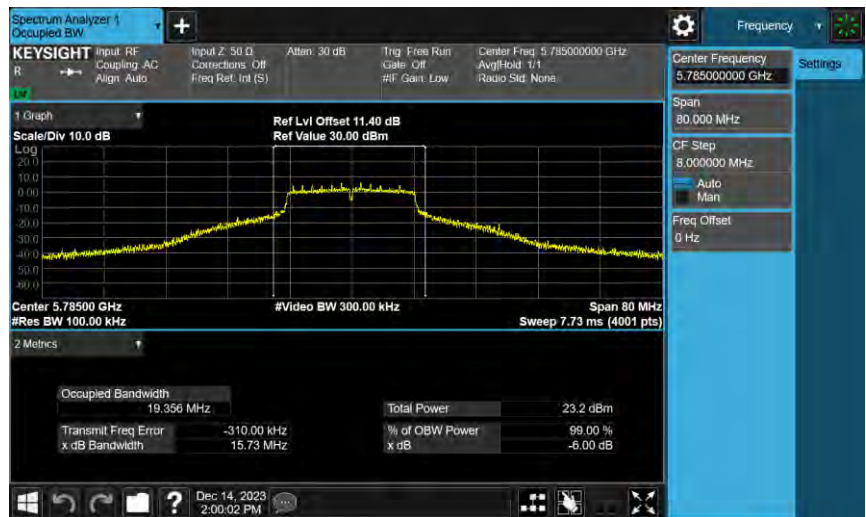 Spectrum Analyzer 1
Occupied BW
+
Frequency
KEYSIGHT
R
Input: RF
Coupling: AC
Align: Auto
Input Z: 50 Ω
Corrections: Off
Freq Ref: Int (S)
Atten: 30 dB
Trig: Free Run
Gate: Off
#IF Gain: Low
Center Freq: 5.785000000 GHz
Avg|Hold: 1/1
Radio Std: None
Center Frequency
5.785000000 GHz
Settings
Span
80.000 MHz
CF Step
8.000000 MHz
Auto
Man
Freq Offset
0 Hz
1 Graph
Scale/Div 10.0 dB
Ref Lvl Offset 11.40 dB
Ref Value 30.00 dBm
Log
20.0
10.0
0.00
-10.0
-20.0
-30.0
-40.0
-50.0
-60.0
Center 5.78500 GHz
#Res BW 100.00 kHz
#Video BW 300.00 kHz
Span 80 MHz
Sweep 7.73 ms (4001 pts)
2 Metrics
Occupied Bandwidth
19.356 MHz
Transmit Freq Error -310.00 kHz
x dB Bandwidth 15.73 MHz
Total Power 23.2 dBm
% of OBW Power 99.00 %
x dB -6.00 dB
?
Dec 14, 2023
2:00:02 PM